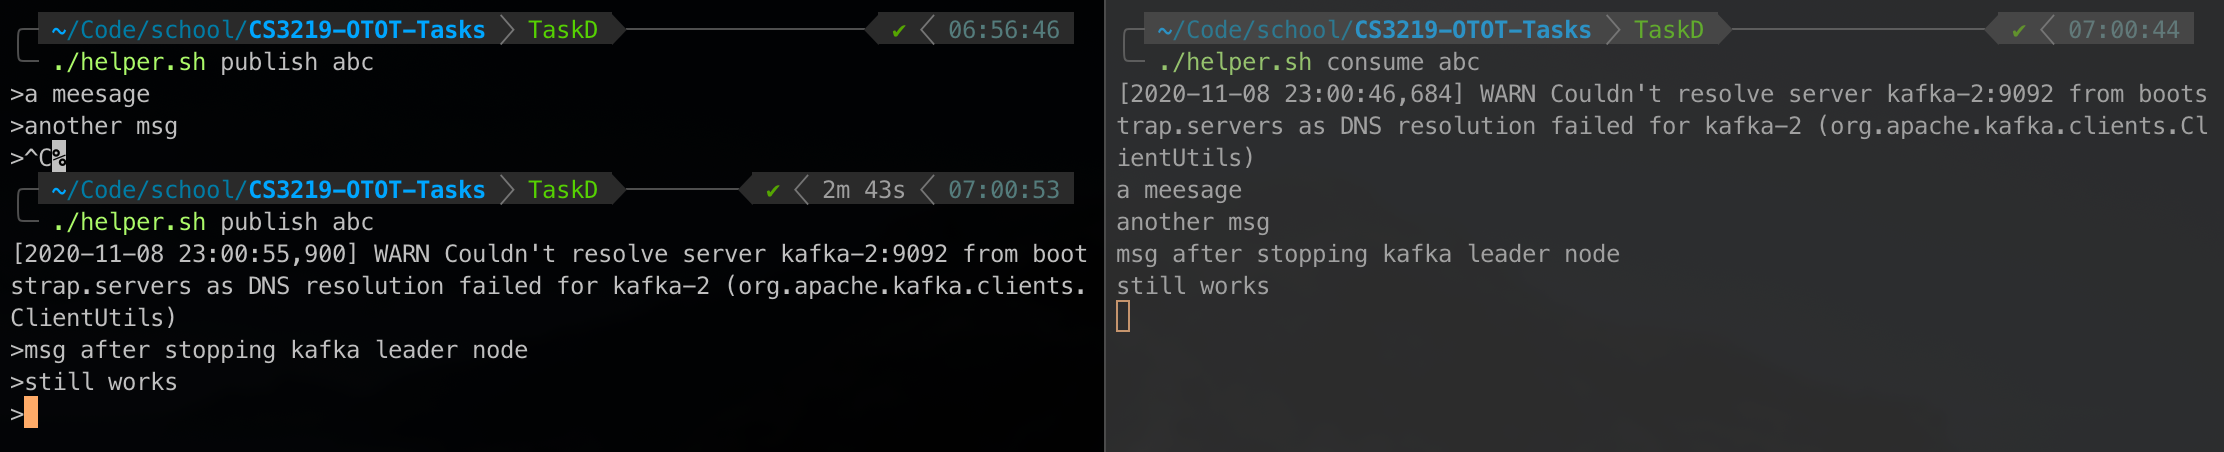 ~/Code/school/CS3219-OTOT-Tasks TaskD ✔ 06:56:46
./helper.sh publish abc
>a meesage
>another msg
>^C%
~/Code/school/CS3219-OTOT-Tasks TaskD ✔ 2m 43s 07:00:53
./helper.sh publish abc
[2020-11-08 23:00:55,900] WARN Couldn't resolve server kafka-2:9092 from boot
strap.servers as DNS resolution failed for kafka-2 (org.apache.kafka.clients.
ClientUtils)
>msg after stopping kafka leader node
>still works
>
~/Code/school/CS3219-OTOT-Tasks TaskD ✔ 07:00:44
./helper.sh consume abc
[2020-11-08 23:00:46,684] WARN Couldn't resolve server kafka-2:9092 from boots
trap.servers as DNS resolution failed for kafka-2 (org.apache.kafka.clients.Cl
ientUtils)
a meesage
another msg
msg after stopping kafka leader node
still works